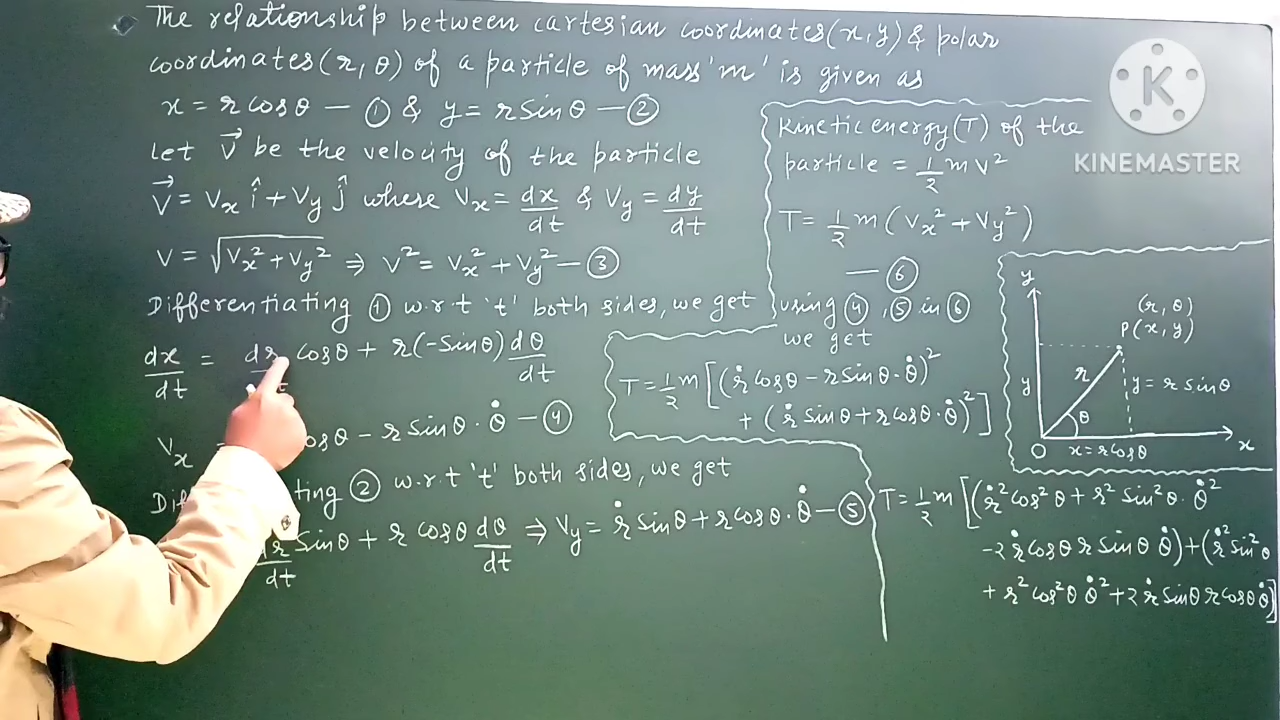 The relationship between cartesian coordinates (x,y) & polar
coordinates (r, θ) of a particle of mass 'm' is given as
x = r cosθ — ① & y = r sinθ — ②
Let V⃗ be the velocity of the particle
V⃗ = Vx î + Vy ĵ where Vx = dx/dt & Vy = dy/dt
V = √(Vx² + Vy²) ⇒ V² = Vx² + Vy² — ③
Differentiating ① w.r.t 't' both sides, we get
dx/dt = dr/dt cosθ + r(-sinθ) dθ/dt
Vx osθ - r sinθ · θ̇ — ④
Di ting ② w.r.t 't' both sides, we get
dr/dt sinθ + r cosθ dθ/dt ⇒ Vy = ṙ sinθ + r cosθ · θ̇ — ⑤
Kinetic energy (T) of the
particle = 1/2 m V²
T = 1/2 m (Vx² + Vy²)
— ⑥
using ④, ⑤ in ⑥
we get
T = 1/2 m [(ṙ cosθ - r sinθ · θ̇)²
+ (ṙ sinθ + r cosθ · θ̇)²]
T = 1/2 m [(ṙ² cos²θ + r² sin²θ · θ̇²
-2 ṙ cosθ r sinθ θ̇) + (ṙ² sin²θ
+ r² cos²θ θ̇² + 2 ṙ sinθ r cosθ θ̇]
y
(r, θ)
P(x, y)
r
y
y = r sinθ
θ
O
x = r cosθ
x
K
KINEMASTER